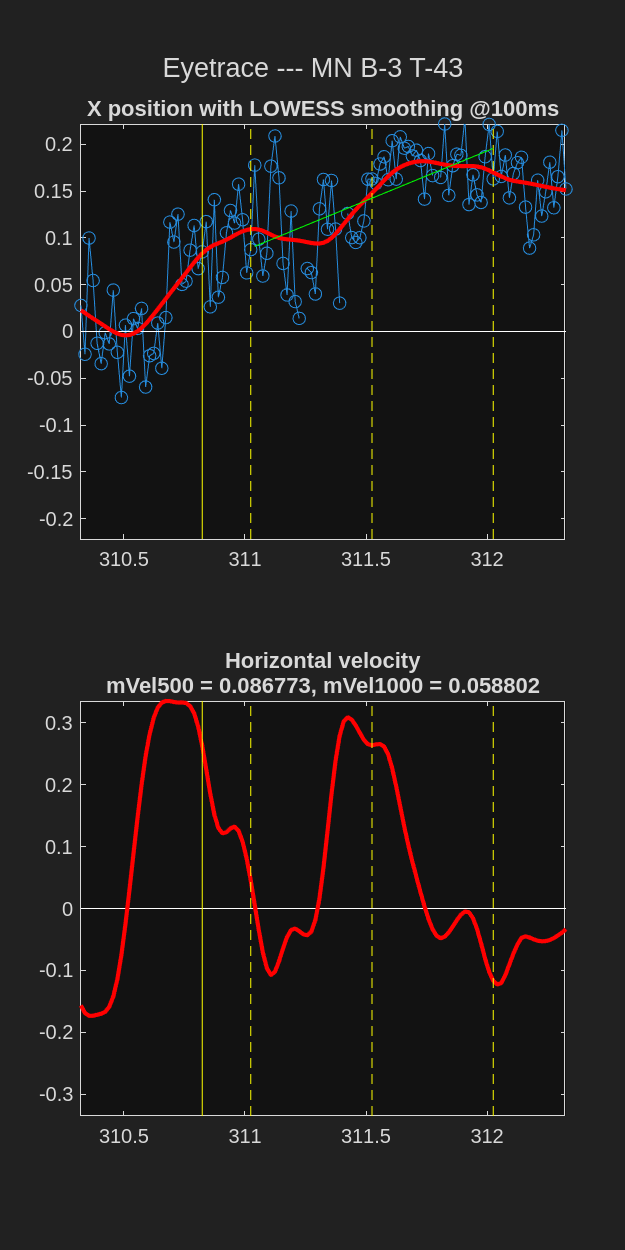 Eyetrace --- MN B-3 T-43
X position with LOWESS smoothing @100ms
0.2
0.15
0.1
0.05
0
-0.05
-0.1
-0.15
-0.2
310.5 311 311.5 312
Horizontal velocity
mVel500 = 0.086773, mVel1000 = 0.058802
0.3
0.2
0.1
0
-0.1
-0.2
-0.3
310.5 311 311.5 312